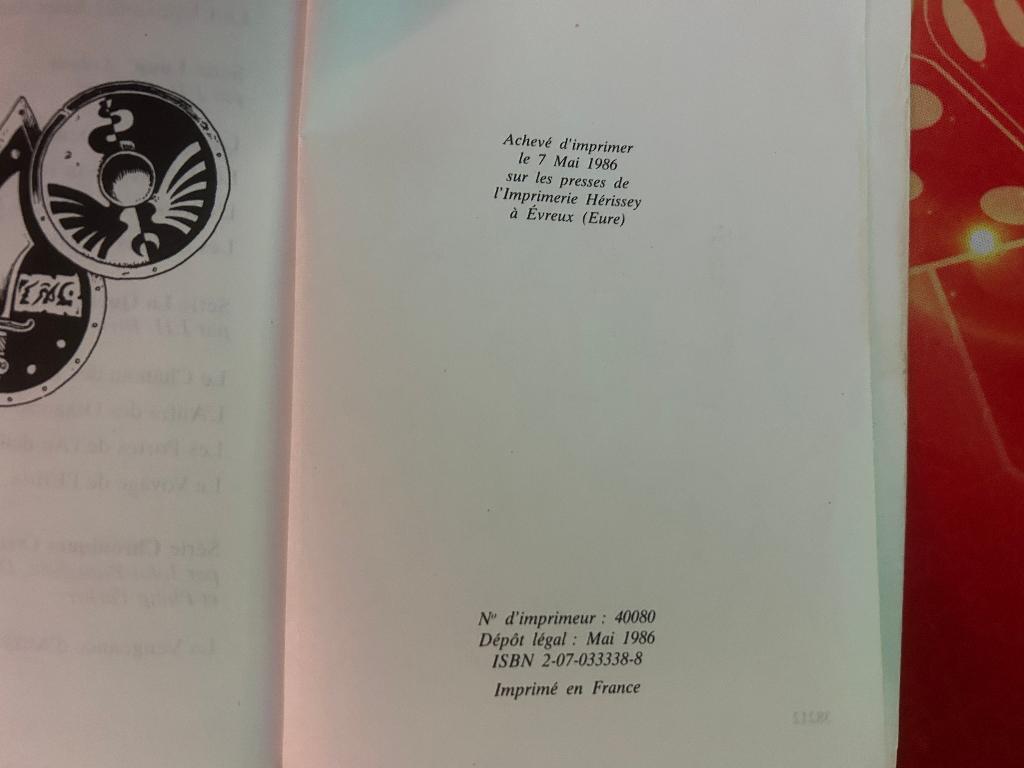 Achevé d'imprimer
le 7 Mai 1986
sur les presses de
l'Imprimerie Hérissey
à Évreux (Eure)
Nº d'imprimeur : 40080
Dépôt légal : Mai 1986
ISBN 2-07-033338-8
Imprimé en France
38212